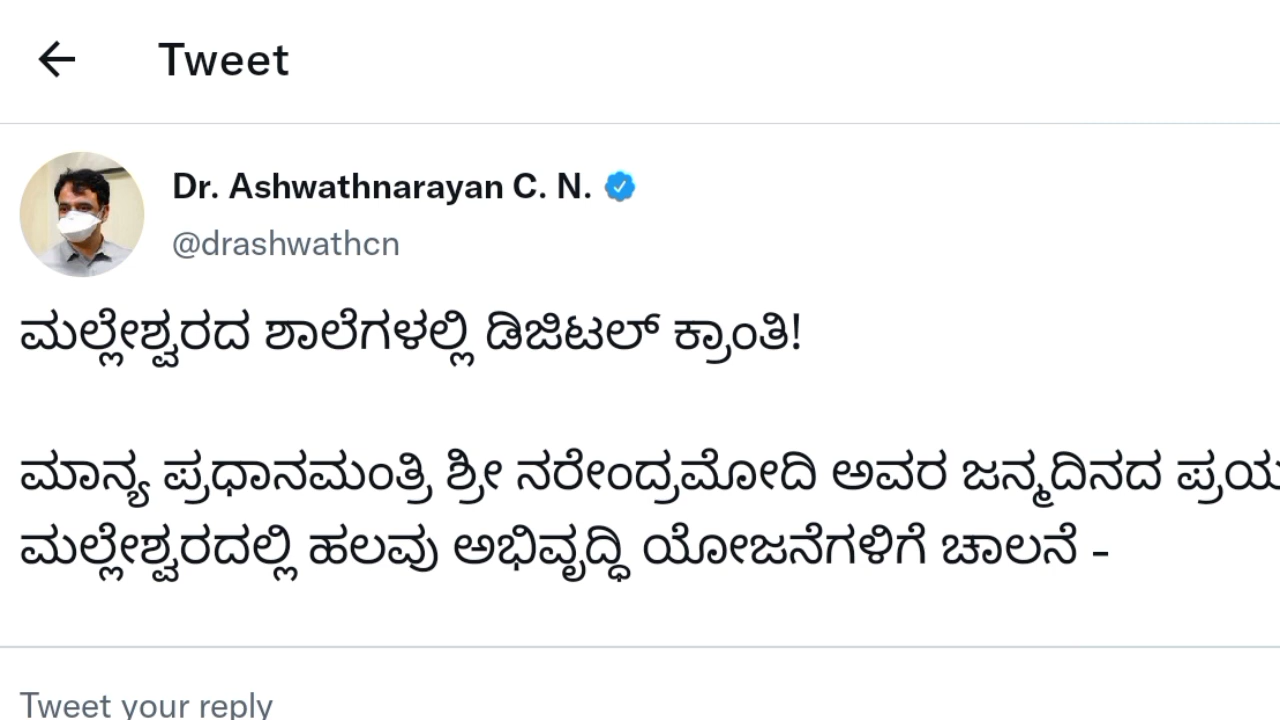 Tweet
Dr. Ashwathnarayan C. N.
@drashwathcn
ಮಲ್ಲೇಶ್ವರದ ಶಾಲೆಗಳಲ್ಲಿ ಡಿಜಿಟಲ್ ಕ್ರಾಂತಿ!
ಮಾನ್ಯ ಪ್ರಧಾನಮಂತ್ರಿ ಶ್ರೀ ನರೇಂದ್ರಮೋದಿ ಅವರ ಜನ್ಮದಿನದ
ಮಲ್ಲೇಶ್ವರದಲ್ಲಿ ಹಲವು ಅಭಿವೃದ್ಧಿ ಯೋಜನೆಗಳಿಗೆ ಚಾಲನೆ -
Tweet your reply